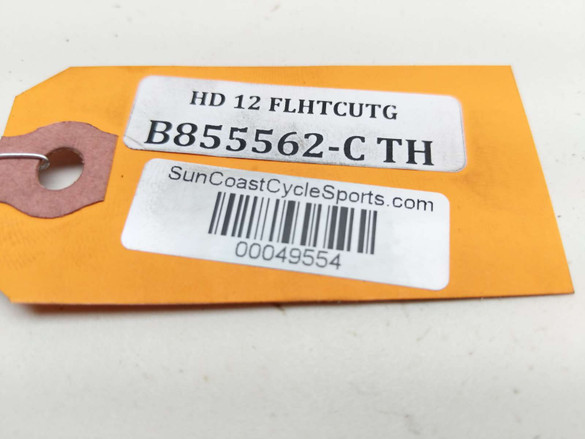 HD 12 FLHTCUTG
B855562-C TH
SunCoastCycleSports.com
00049554